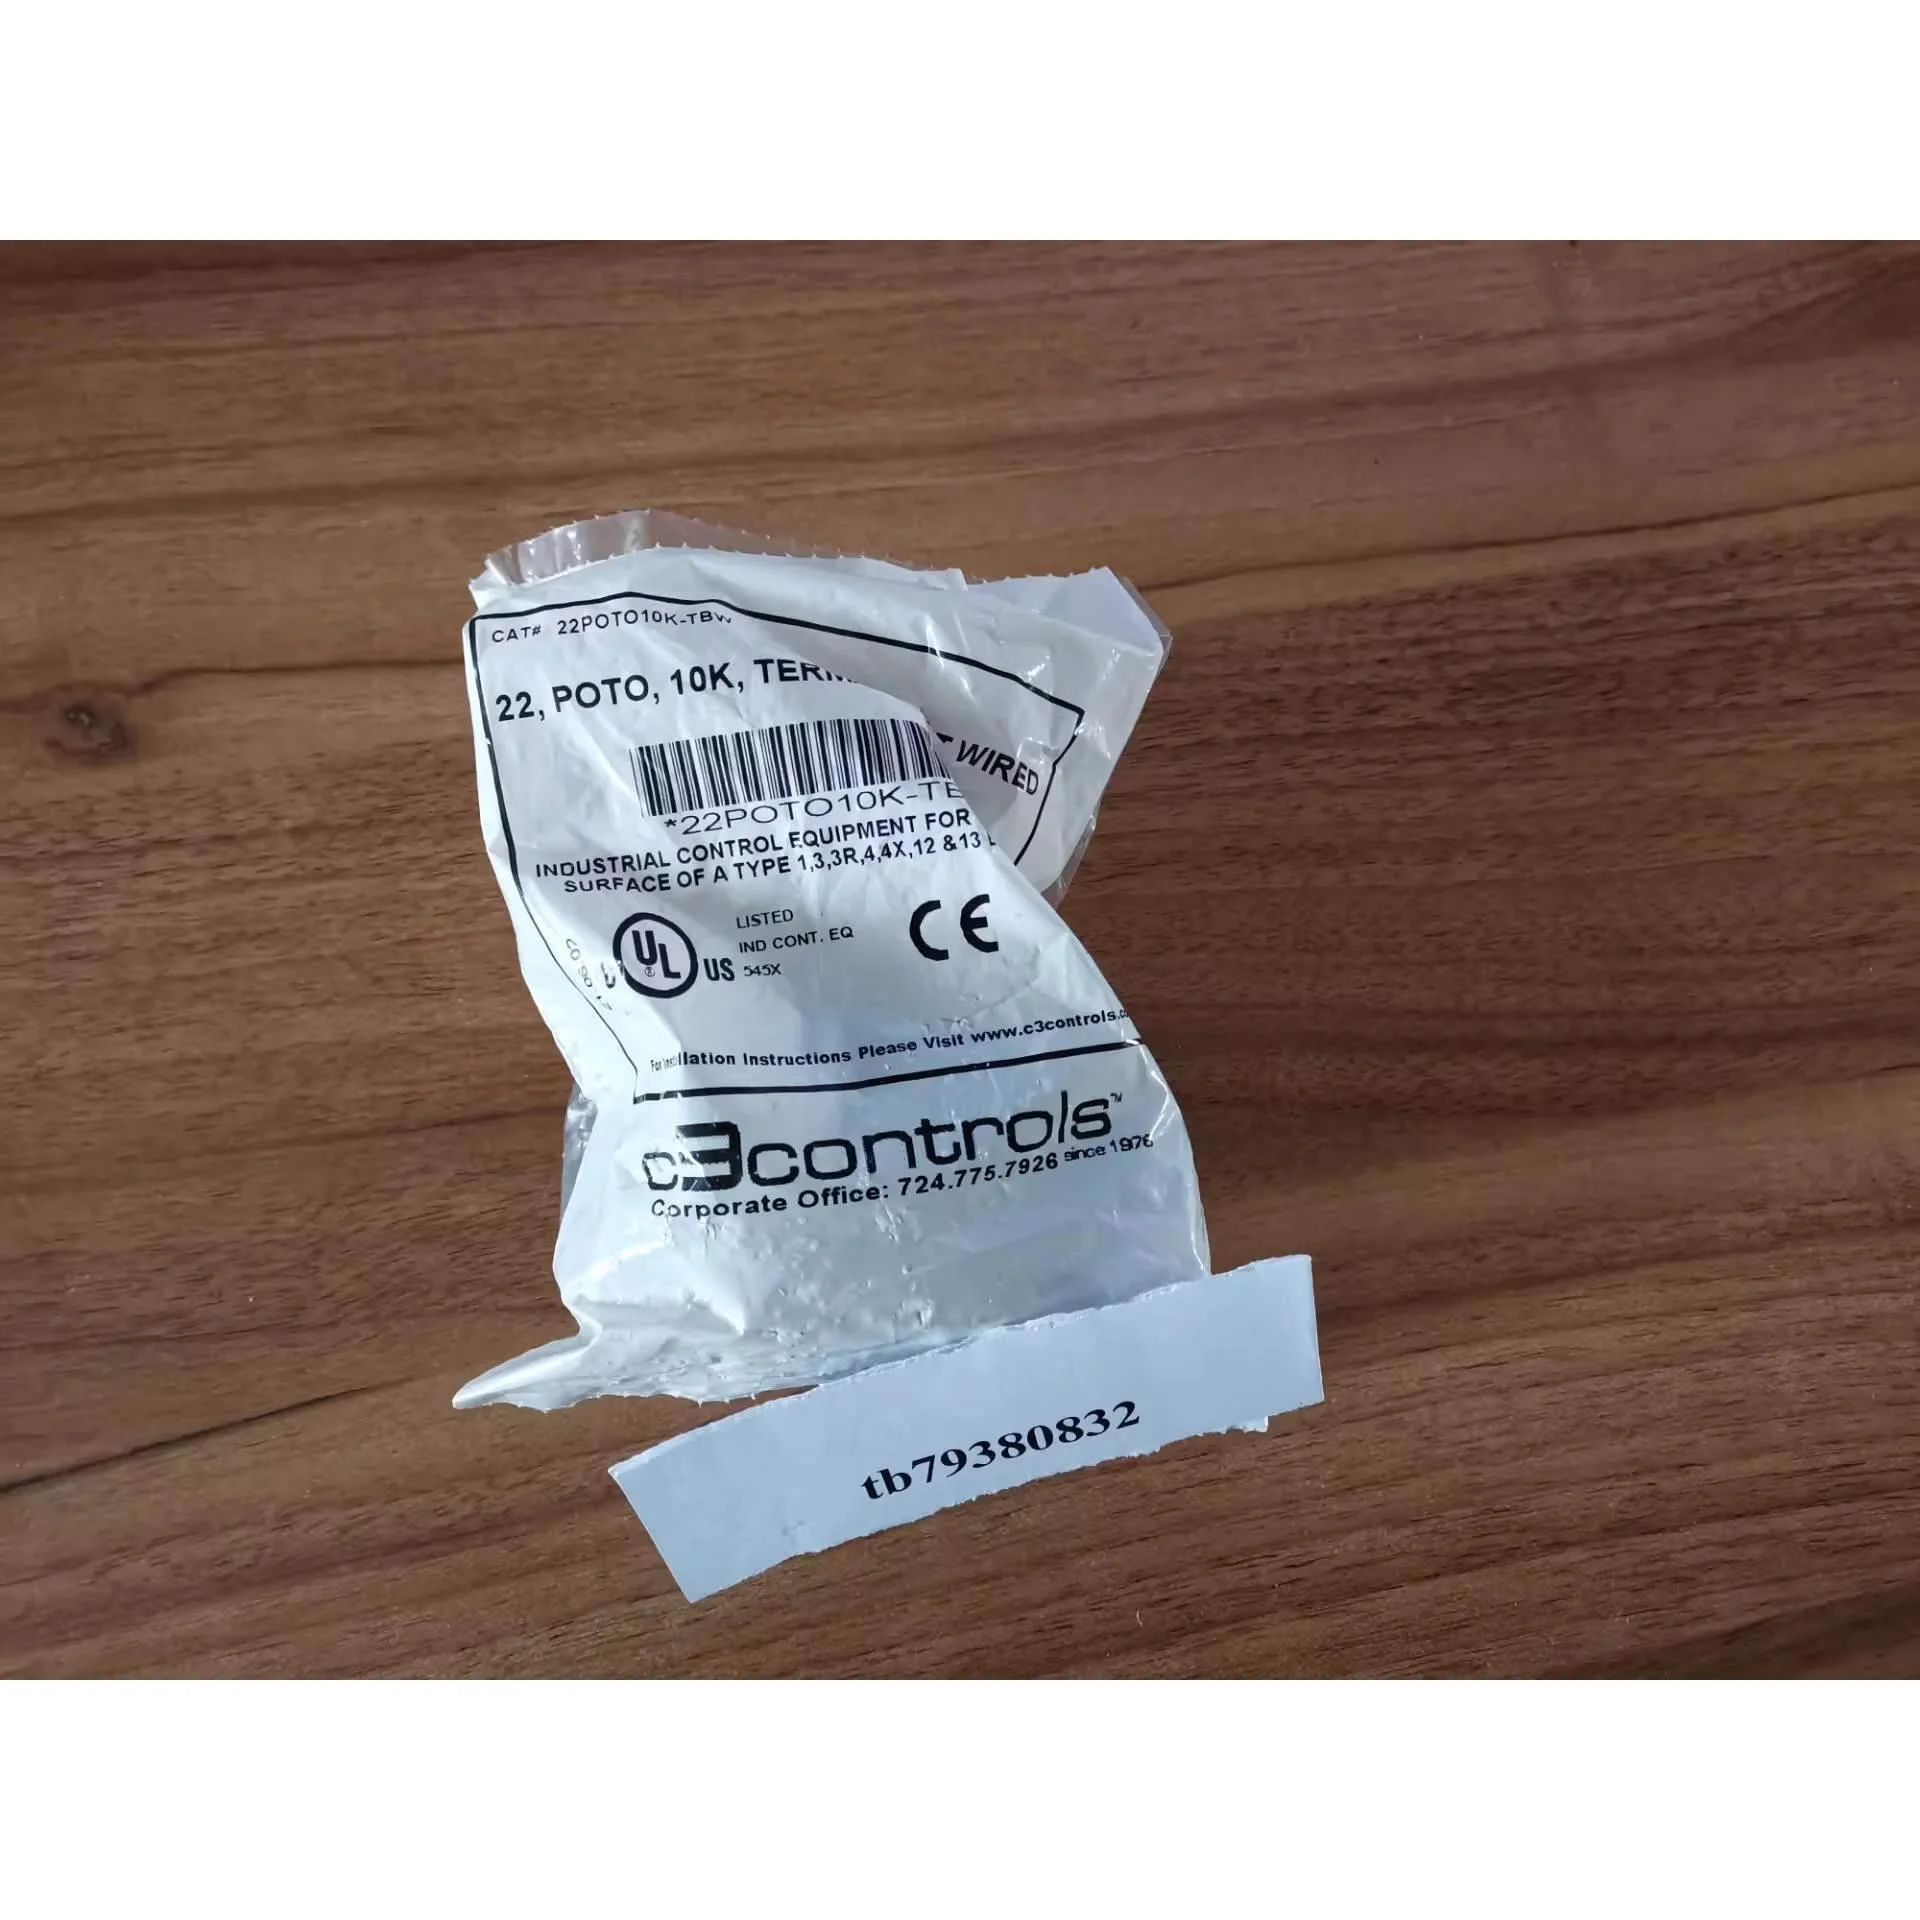 CAT# 22POTO10K-TBW
22, POTO, 10K,
WIRED
*22POTO10K-TB
INDUSTRIAL CONTROL EQUIPMENT FOR
SURFACE OF A TYPE 1,3,3R,4,4X,12 &13
C UL US LISTED
IND CONT. EQ
545X
CE
For Installation Instructions Please Visit www.c3controls.co
c3controls™
since 1976
Corporate Office: 724.775.7926
tb79380832